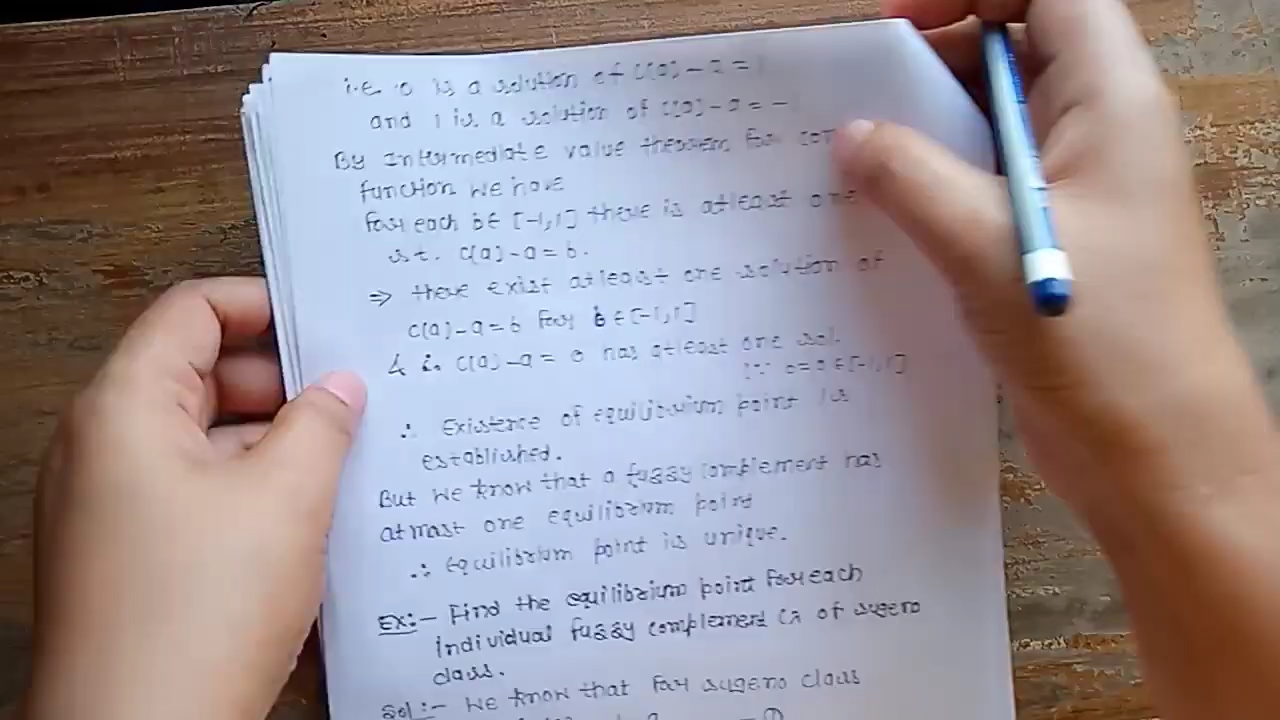 i.e. 0 is a solution of c(a) - a = 1
and 1 is a solution of c(a) - a = -
By Intermediate value theorem for con
function we have
for each b ∈ [-1,1] there is atleast one
s.t. c(a) - a = b.
⇒ there exist atleast one solution of
c(a) - a = b for b ∈ [-1,1]
c(a) - a = 0 has atleast one sol.
∵ 0 = 0 ∈ [-1,1]
∴ Existence of equilibrium point is
established.
But we know that a fuzzy complement has
atmost one equilibrium point
∴ equilibrium point is unique.
Ex:- Find the equilibrium point for each
individual fuzzy complement cλ of sugeno
class.
Sol:- We know that for sugeno class